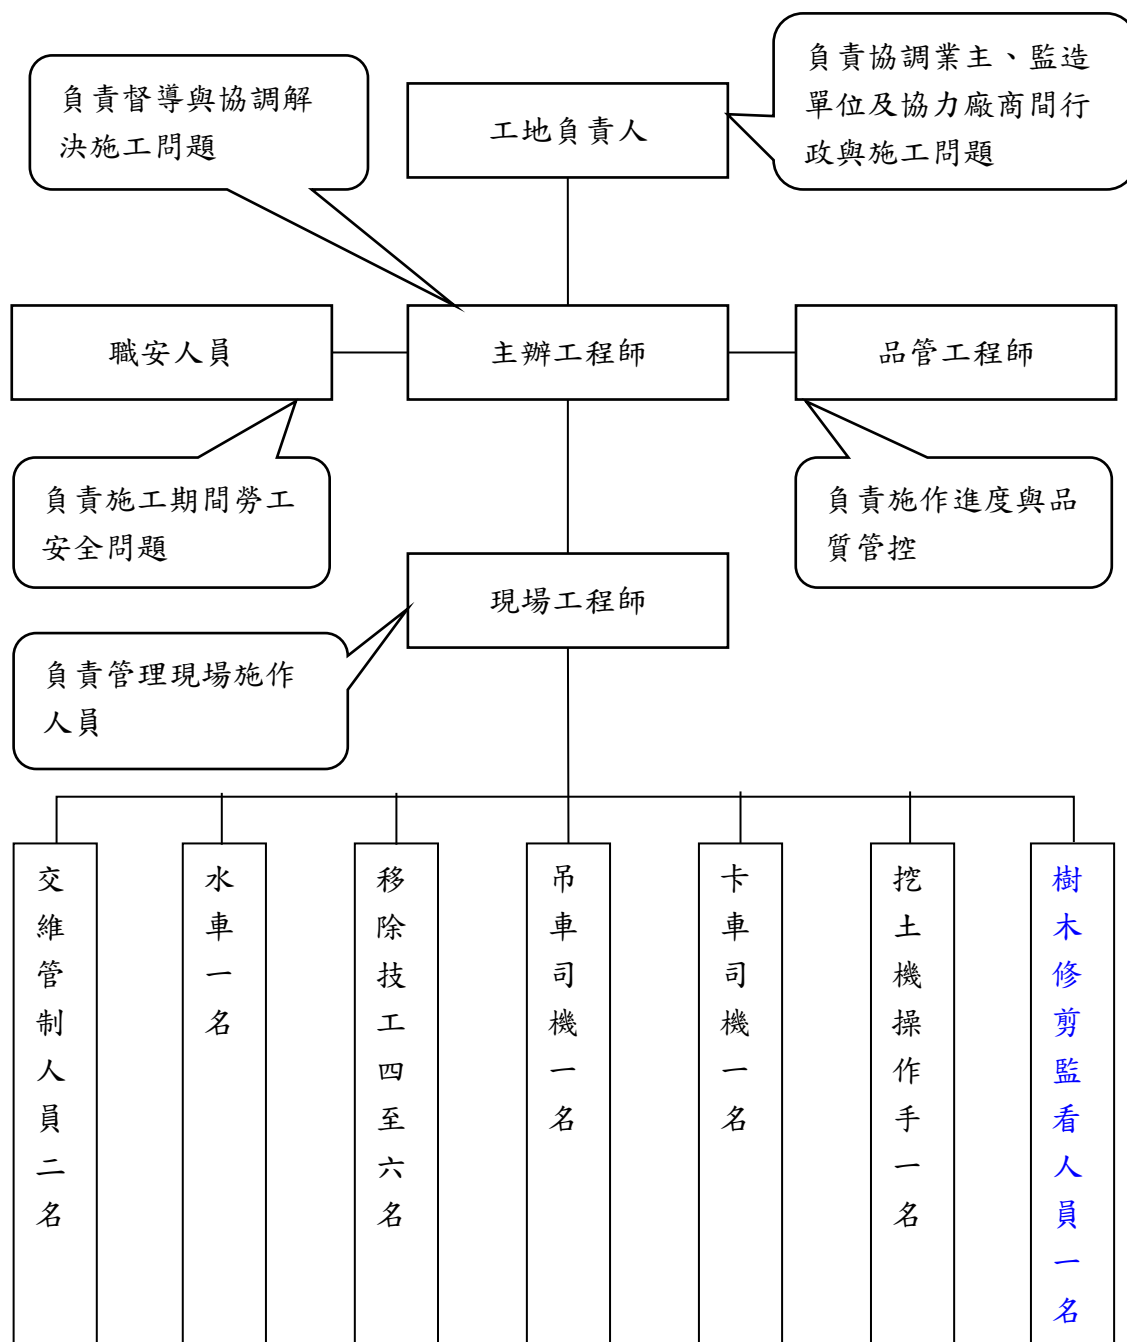 負責督導與協調解
決施工問題
工地負責人
負責協調業主、監造
單位及協力廠商間行
政與施工問題
職安人員
主辦工程師
品管工程師
負責施工期間勞工
安全問題
負責施作進度與品
質管控
現場工程師
負責管理現場施作
人員
交維管制人員二名
水車一名
移除技工四至六名
吊車司機一名
卡車司機一名
挖土機操作手一名
樹木修剪監看人員一名